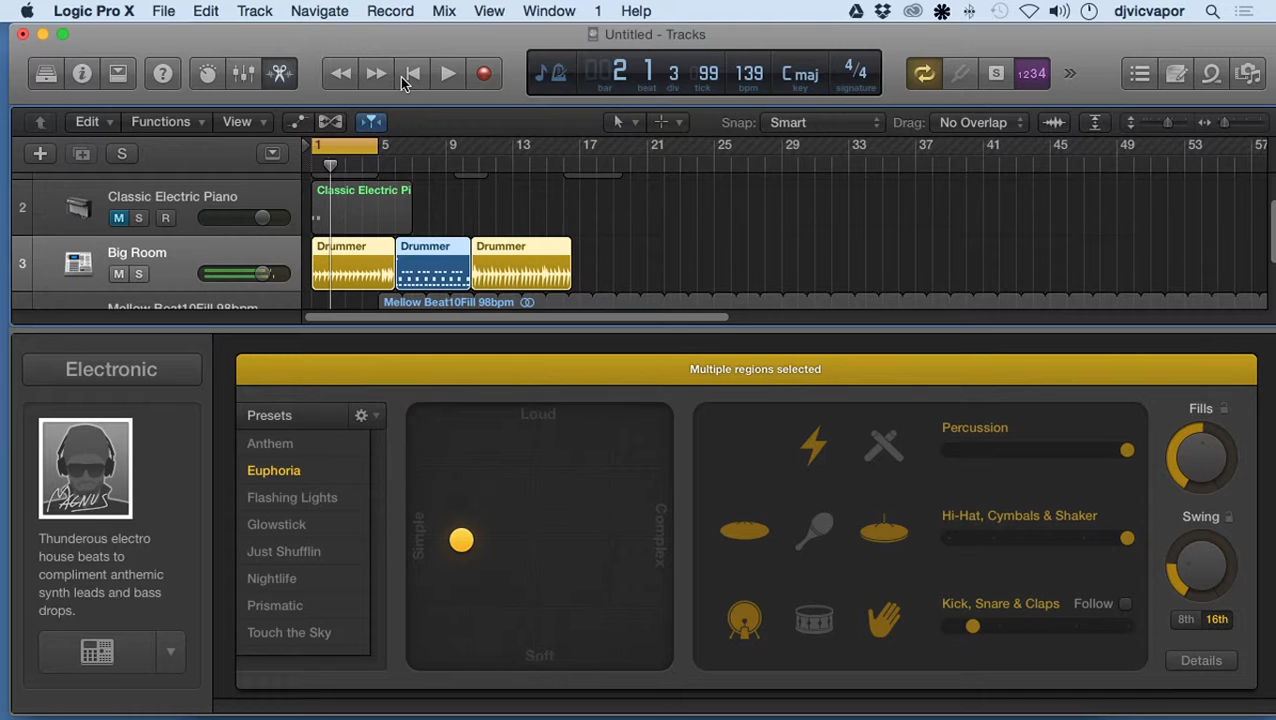 Logic Pro X File Edit Track Navigate Record Mix View Window 1 Help djvicvapor
Untitled - Tracks
2 1 3 99 139 C maj 4/4
bar beat div tick bpm key signature
S 1234
Edit Functions View Snap: Smart Drag: No Overlap
S 1 5 9 13 17 21 25 29 33 37 41 45 49 53 57
2 Classic Electric Piano Classic Electric Pi
M S R
3 Big Room Drummer Drummer Drummer
M S
Mellow Beat10Fill 98bpm Mellow Beat10Fill 98bpm
Electronic
Multiple regions selected
MAGNUS
Thunderous electro
house beats to
compliment anthemic
synth leads and bass
drops.
Presets
Anthem
Euphoria
Flashing Lights
Glowstick
Just Shufflin
Nightlife
Prismatic
Touch the Sky
Loud
Simple
Complex
Soft
Percussion
Hi-Hat, Cymbals & Shaker
Kick, Snare & Claps Follow
Fills
Swing
8th 16th
Details